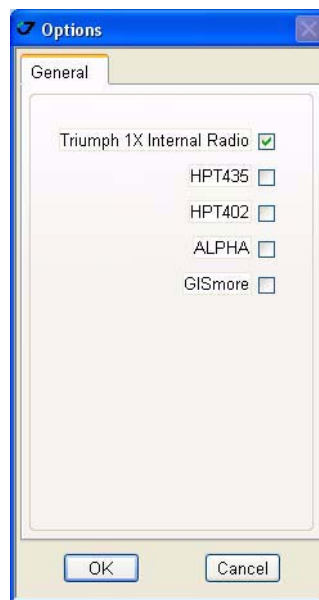 Options
General
Triumph 1X Internal Radio
HPT435
HPT402
ALPHA
GISmore
OK
Cancel